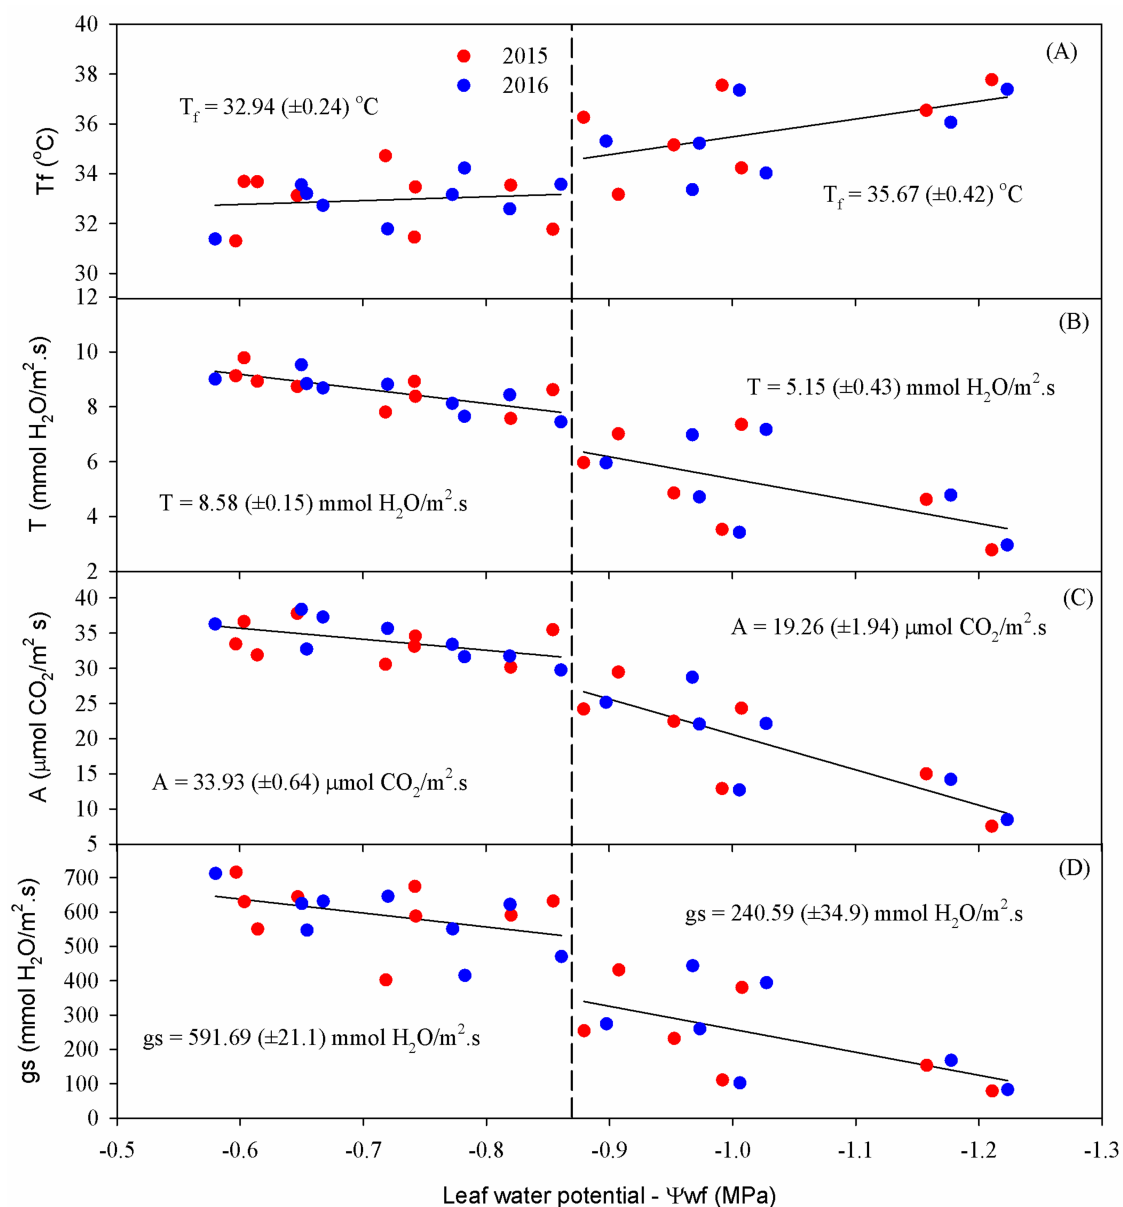 40
38
36
34
32
30
Tf (°C)
(A)
2015
2016
T_f = 32.94 (±0.24) °C
T_f = 35.67 (±0.42) °C
12
10
8
6
4
2
T (mmol H₂O/m².s)
(B)
T = 5.15 (±0.43) mmol H₂O/m².s
T = 8.58 (±0.15) mmol H₂O/m².s
40
35
30
25
20
15
10
5
A (μmol CO₂/m² s)
(C)
A = 19.26 (±1.94) μmol CO₂/m².s
A = 33.93 (±0.64) μmol CO₂/m².s
700
600
500
400
300
200
100
0
gs (mmol H₂O/m².s)
(D)
gs = 240.59 (±34.9) mmol H₂O/m².s
gs = 591.69 (±21.1) mmol H₂O/m².s
-0.5 -0.6 -0.7 -0.8 -0.9 -1.0 -1.1 -1.2 -1.3
Leaf water potential - Ψwf (MPa)